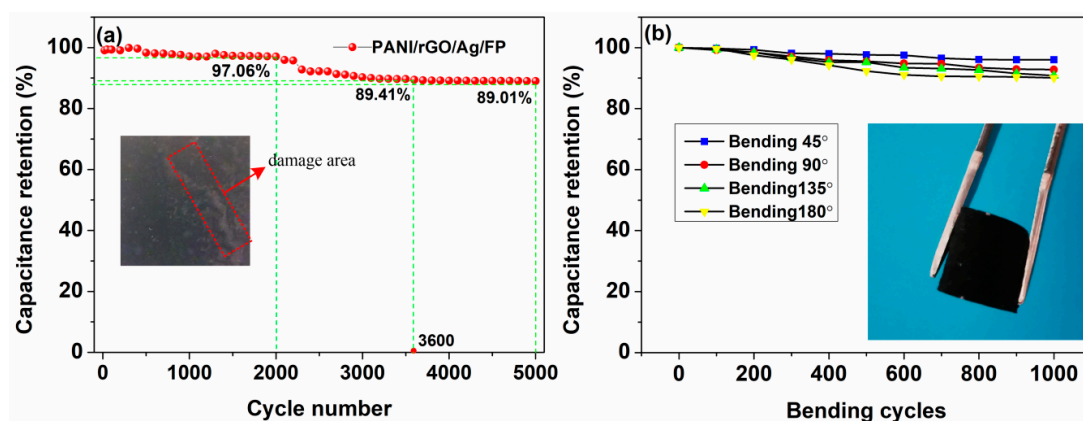 (a)
PANI/rGO/Ag/FP
97.06%
89.41%
89.01%
damage area
3600
Capacitance retention (%)
100
80
60
40
20
0
0 1000 2000 3000 4000 5000
Cycle number
(b)
Bending 45°
Bending 90°
Bending135°
Bending180°
Capacitance retention (%)
100
80
60
40
20
0
0 200 400 600 800 1000
Bending cycles